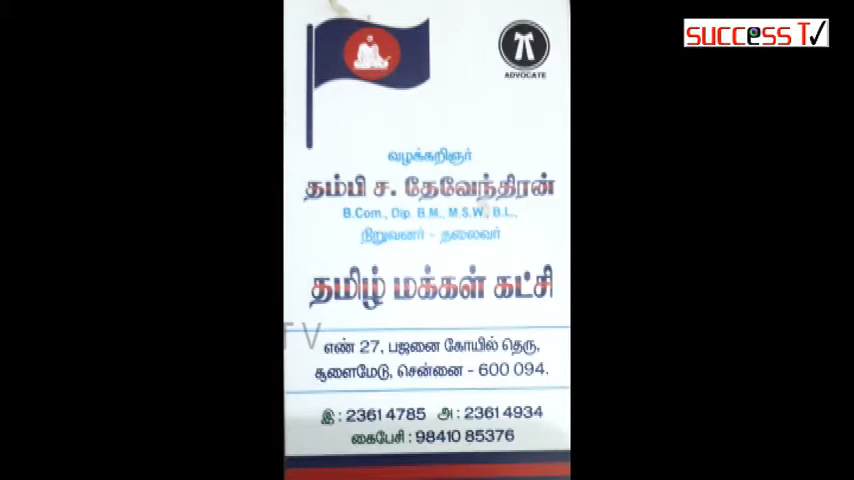 success TV
ADVOCATE
வழக்கறிஞர்
தம்பி ச. தேவேந்திரன்
B.Com., Dip. B.M., M.S.W., B.L.,
நிறுவனர் - தலைவர்
தமிழ் மக்கள் கட்சி
TV
எண் 27, பஜனை கோயில் தெரு,
சூளைமேடு, சென்னை - 600 094.
இ : 2361 4785 அ : 2361 4934
கைபேசி : 98410 85376